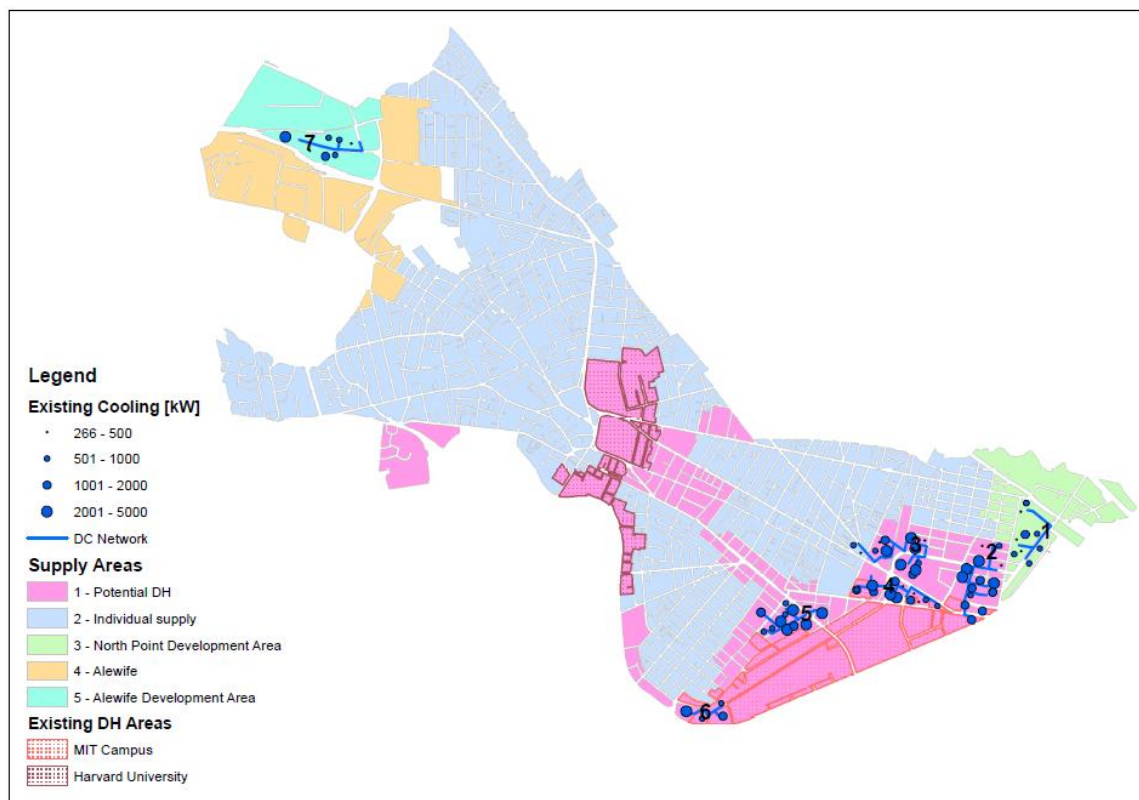 7
1
2
3
4
5
6
Legend
Existing Cooling [kW]
266 - 500
501 - 1000
1001 - 2000
2001 - 5000
DC Network
Supply Areas
1 - Potential DH
2 - Individual supply
3 - North Point Development Area
4 - Alewife
5 - Alewife Development Area
Existing DH Areas
MIT Campus
Harvard University